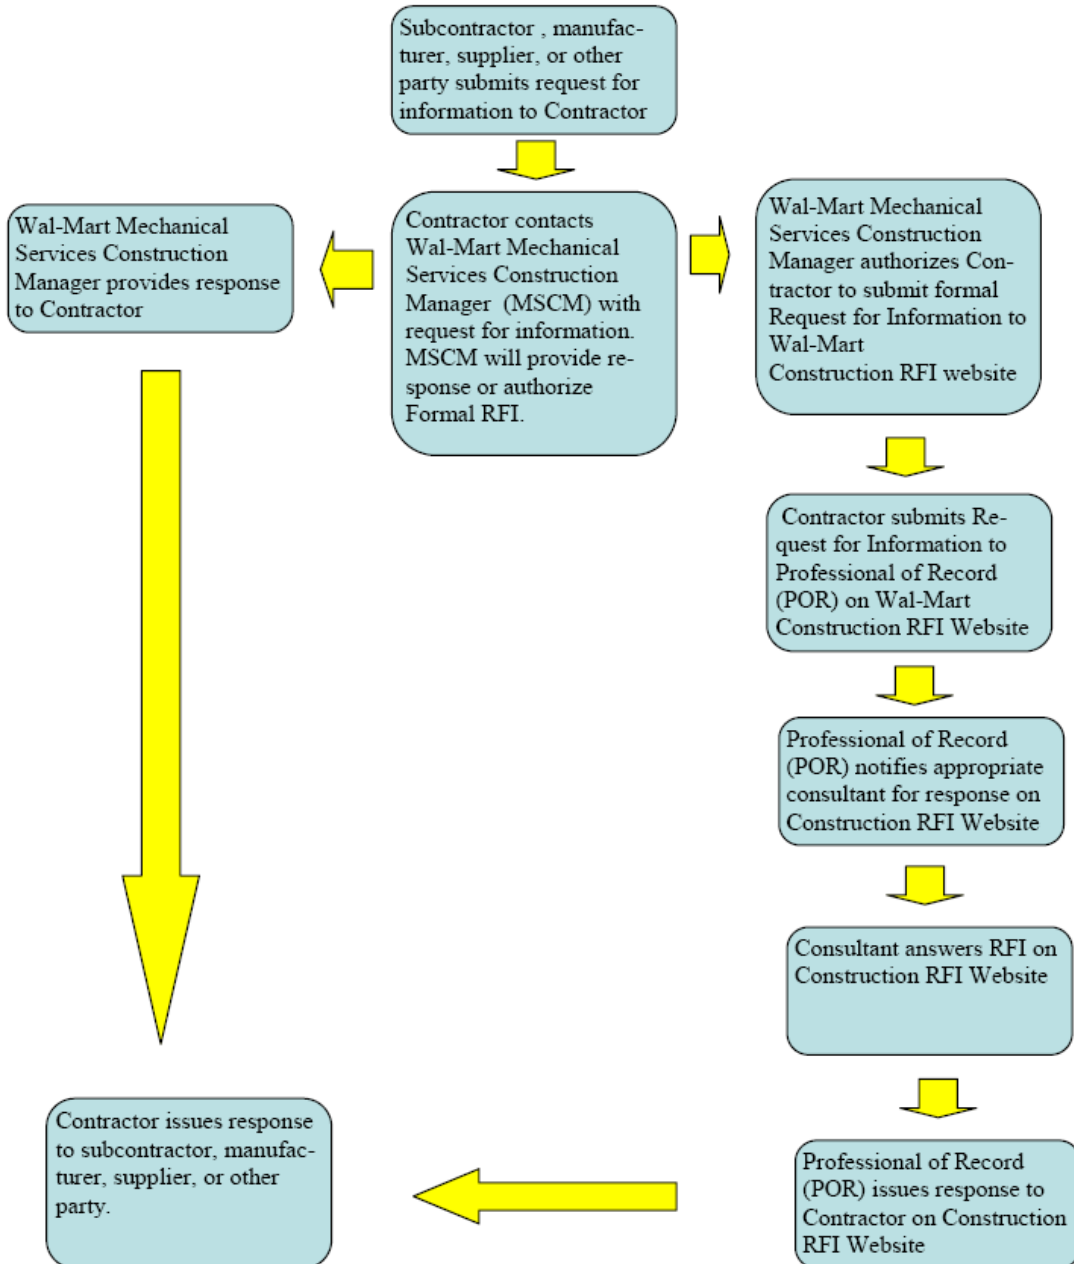 Subcontractor , manufac-
turer, supplier, or other
party submits request for
information to Contractor
Wal-Mart Mechanical
Services Construction
Manager provides response
to Contractor
Contractor contacts
Wal-Mart Mechanical
Services Construction
Manager (MSCM) with
request for information.
MSCM will provide re-
sponse or authorize
Formal RFI.
Wal-Mart Mechanical
Services Construction
Manager authorizes Con-
tractor to submit formal
Request for Information to
Wal-Mart
Construction RFI website
Contractor submits Re-
quest for Information to
Professional of Record
(POR) on Wal-Mart
Construction RFI Website
Professional of Record
(POR) notifies appropriate
consultant for response on
Construction RFI Website
Consultant answers RFI on
Construction RFI Website
Professional of Record
(POR) issues response to
Contractor on Construction
RFI Website
Contractor issues response
to subcontractor, manufac-
turer, supplier, or other
party.